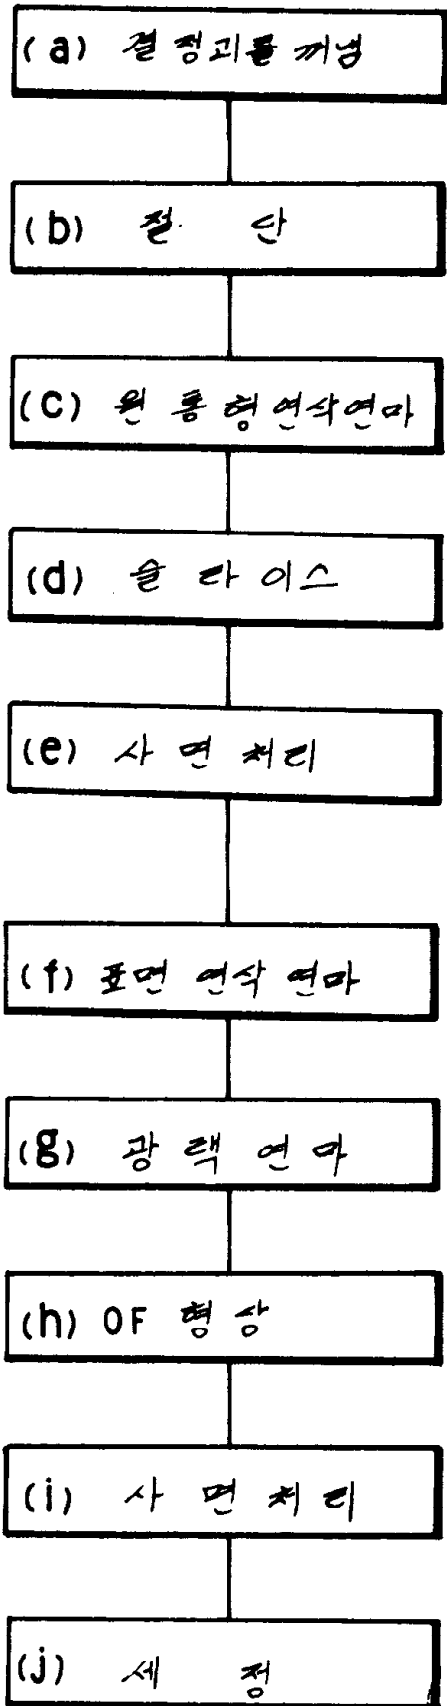 (a) 결정괴를 꺼냄
(b) 절 단
(c) 원통형연삭연마
(d) 슬라이스
(e) 사면처리
(f) 표면 연삭 연마
(g) 광택연마
(h) OF 형상
(i) 사면처리
(j) 세 정